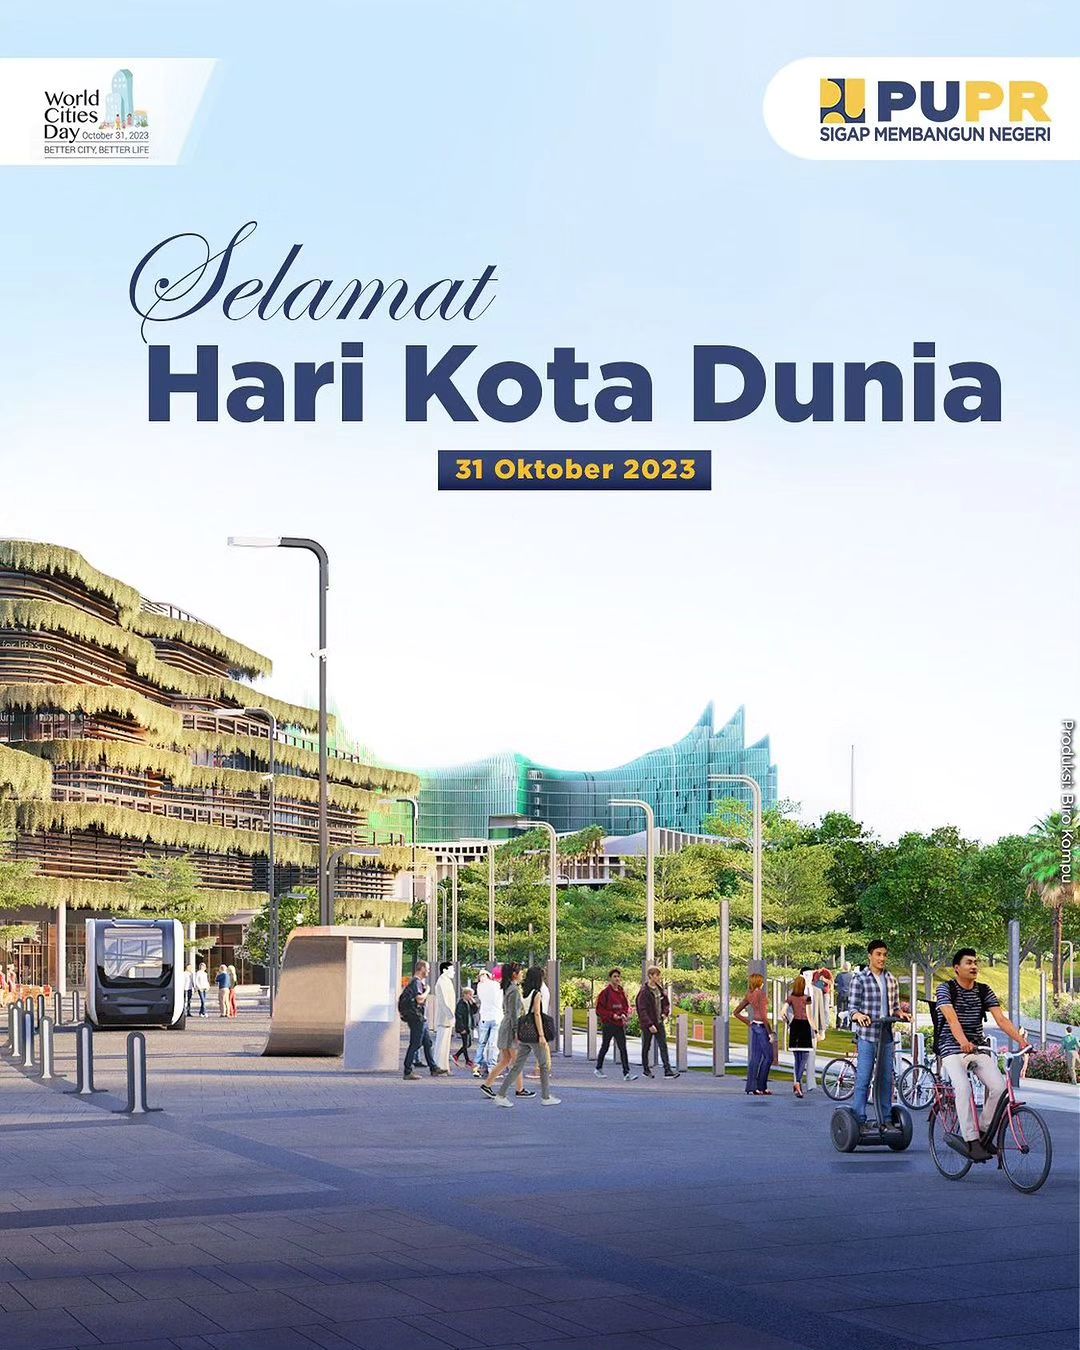 World
Cities
Day October 31, 2023
BETTER CITY, BETTER LIFE
PUPR
SIGAP MEMBANGUN NEGERI
Selamat
Hari Kota Dunia
31 Oktober 2023
Produksi: Biro Kompu